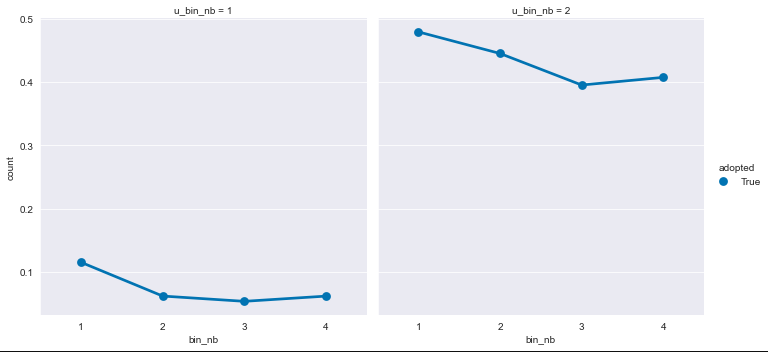 u_bin_nb = 1
u_bin_nb = 2
0.5
0.4
0.3
0.2
0.1
count
1 2 3 4
bin_nb
1 2 3 4
bin_nb
adopted
True